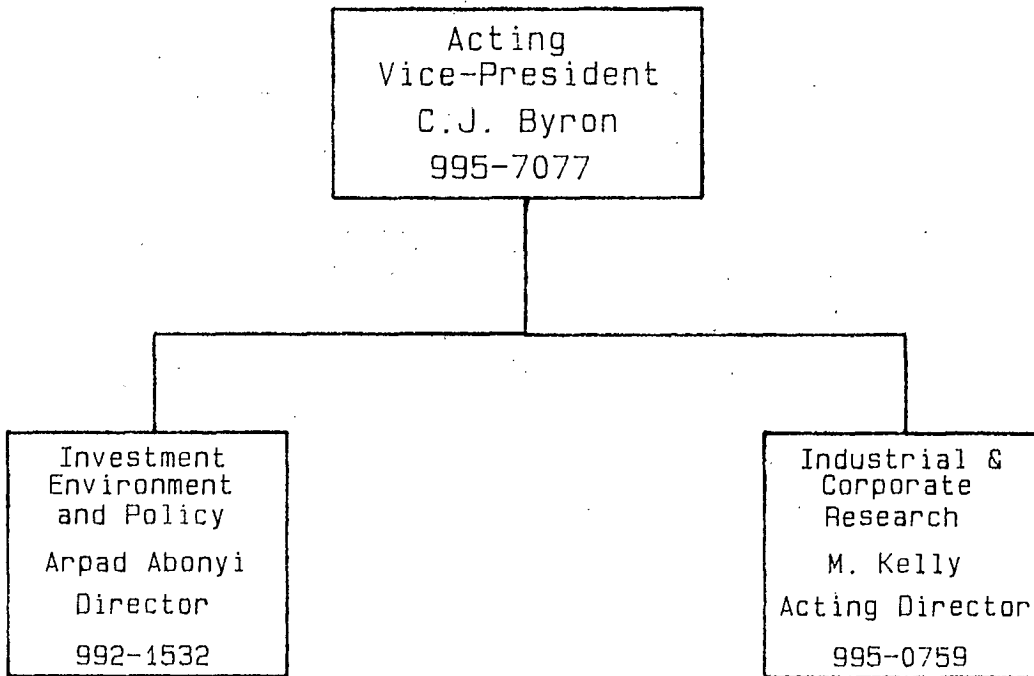 Acting
Vice-President
C.J. Byron
995-7077
Investment
Environment
and Policy
Arpad Abonyi
Director
992-1532
Industrial &
Corporate
Research
M. Kelly
Acting Director
995-0759